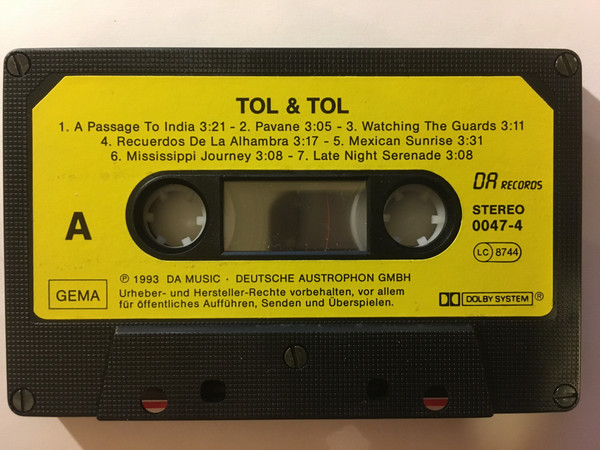 TOL & TOL
1. A Passage To India 3:21 - 2. Pavane 3:05 - 3. Watching The Guards 3:11
4. Recuerdos De La Alhambra 3:17 - 5. Mexican Sunrise 3:31
6. Mississippi Journey 3:08 - 7. Late Night Serenade 3:08
DA RECORDS
A
STEREO
0047-4
LC 8744
℗ 1993 DA MUSIC · DEUTSCHE AUSTROPHON GMBH
GEMA
Urheber- und Hersteller-Rechte vorbehalten, vor allem
für öffentliches Aufführen, Senden und Überspielen.
DOLBY SYSTEM ®